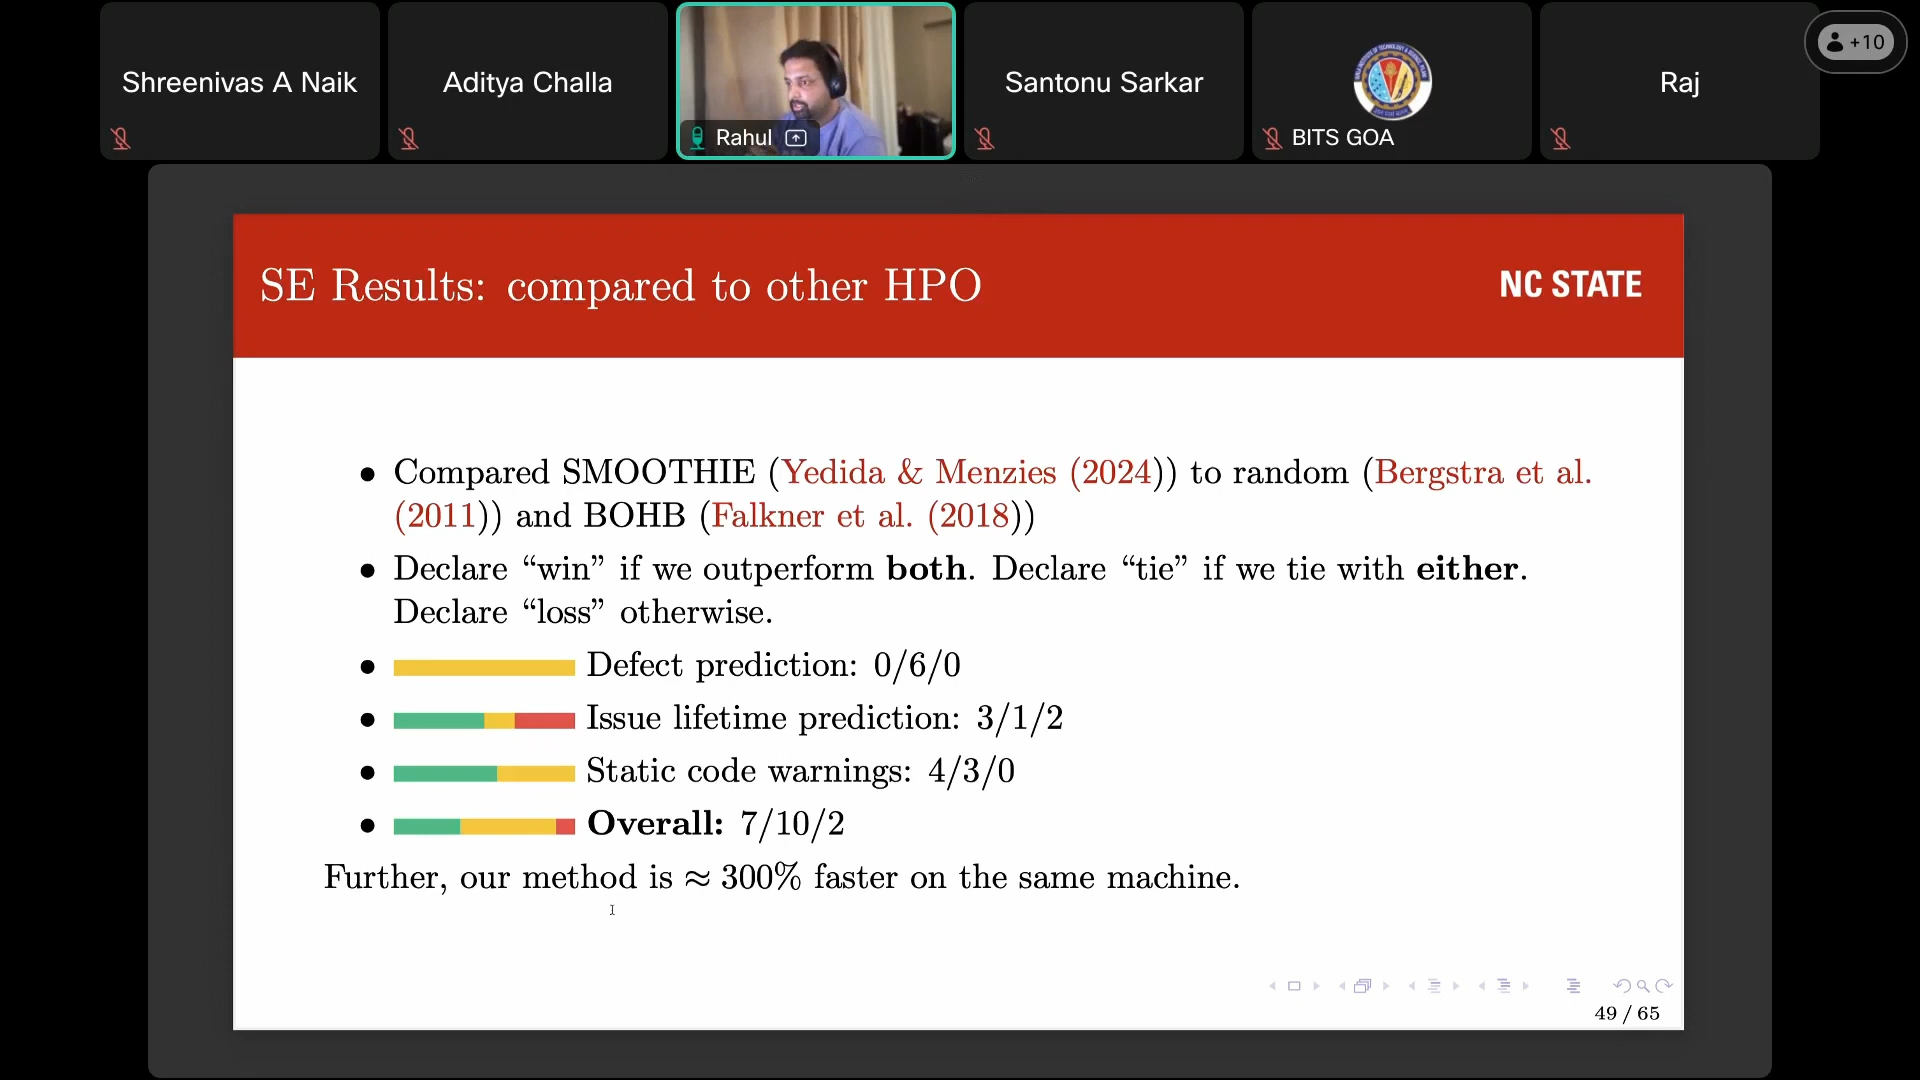 Shreenivas A Naik
Aditya Challa
Rahul
Santonu Sarkar
BITS GOA
Raj
+10
SE Results: compared to other HPO
NC STATE
• Compared SMOOTHIE (Yedida & Menzies (2024)) to random (Bergstra et al.
(2011)) and BOHB (Falkner et al. (2018))
• Declare “win” if we outperform both. Declare “tie” if we tie with either.
Declare “loss” otherwise.
• Defect prediction: 0/6/0
• Issue lifetime prediction: 3/1/2
• Static code warnings: 4/3/0
• Overall: 7/10/2
Further, our method is ≈ 300% faster on the same machine.
49 / 65